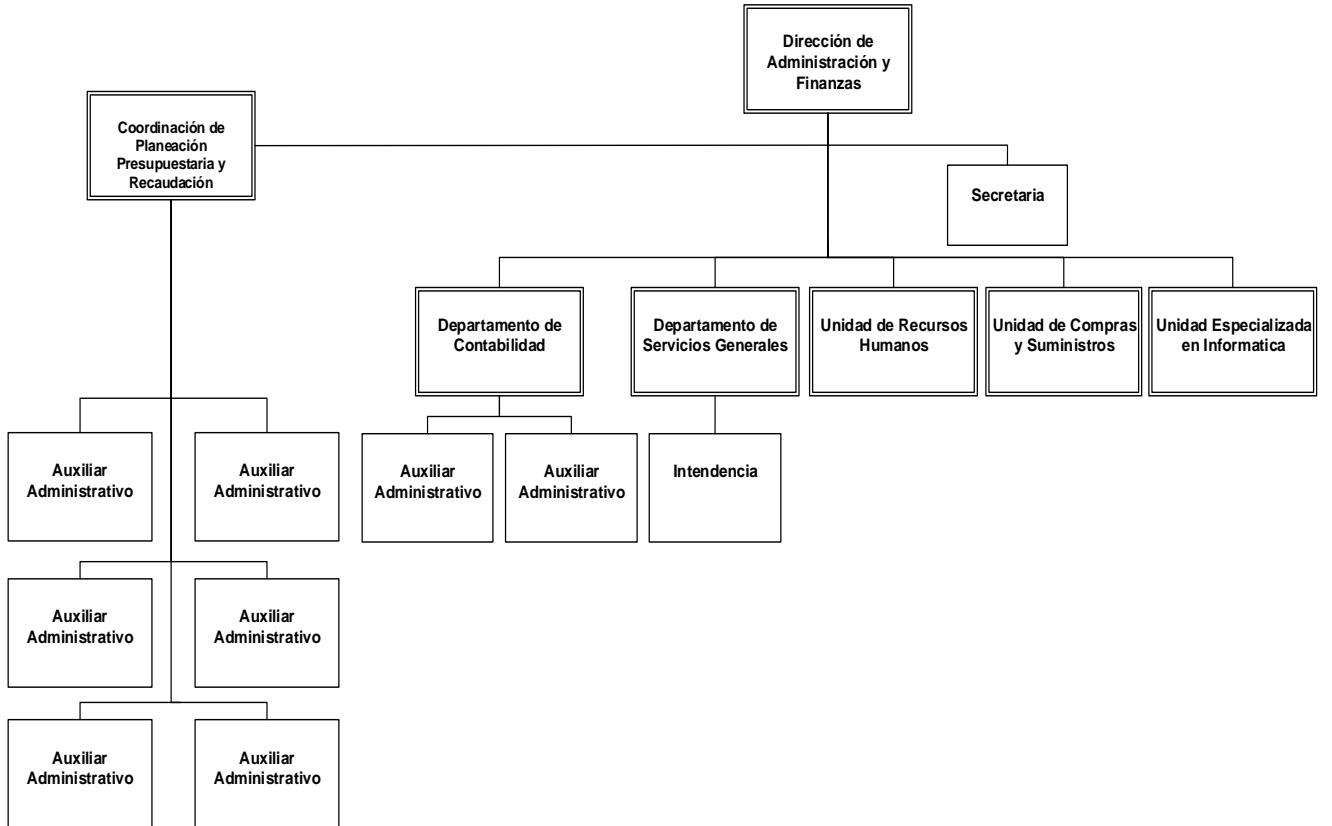 Dirección de
Administración y
Finanzas
Coordinación de
Planeación
Presupuestaria y
Recaudación
Secretaria
Departamento de
Contabilidad
Departamento de
Servicios Generales
Unidad de Recursos
Humanos
Unidad de Compras
y Suministros
Unidad Especializada
en Informatica
Auxiliar
Administrativo
Auxiliar
Administrativo
Auxiliar
Administrativo
Auxiliar
Administrativo
Intendencia
Auxiliar
Administrativo
Auxiliar
Administrativo
Auxiliar
Administrativo
Auxiliar
Administrativo